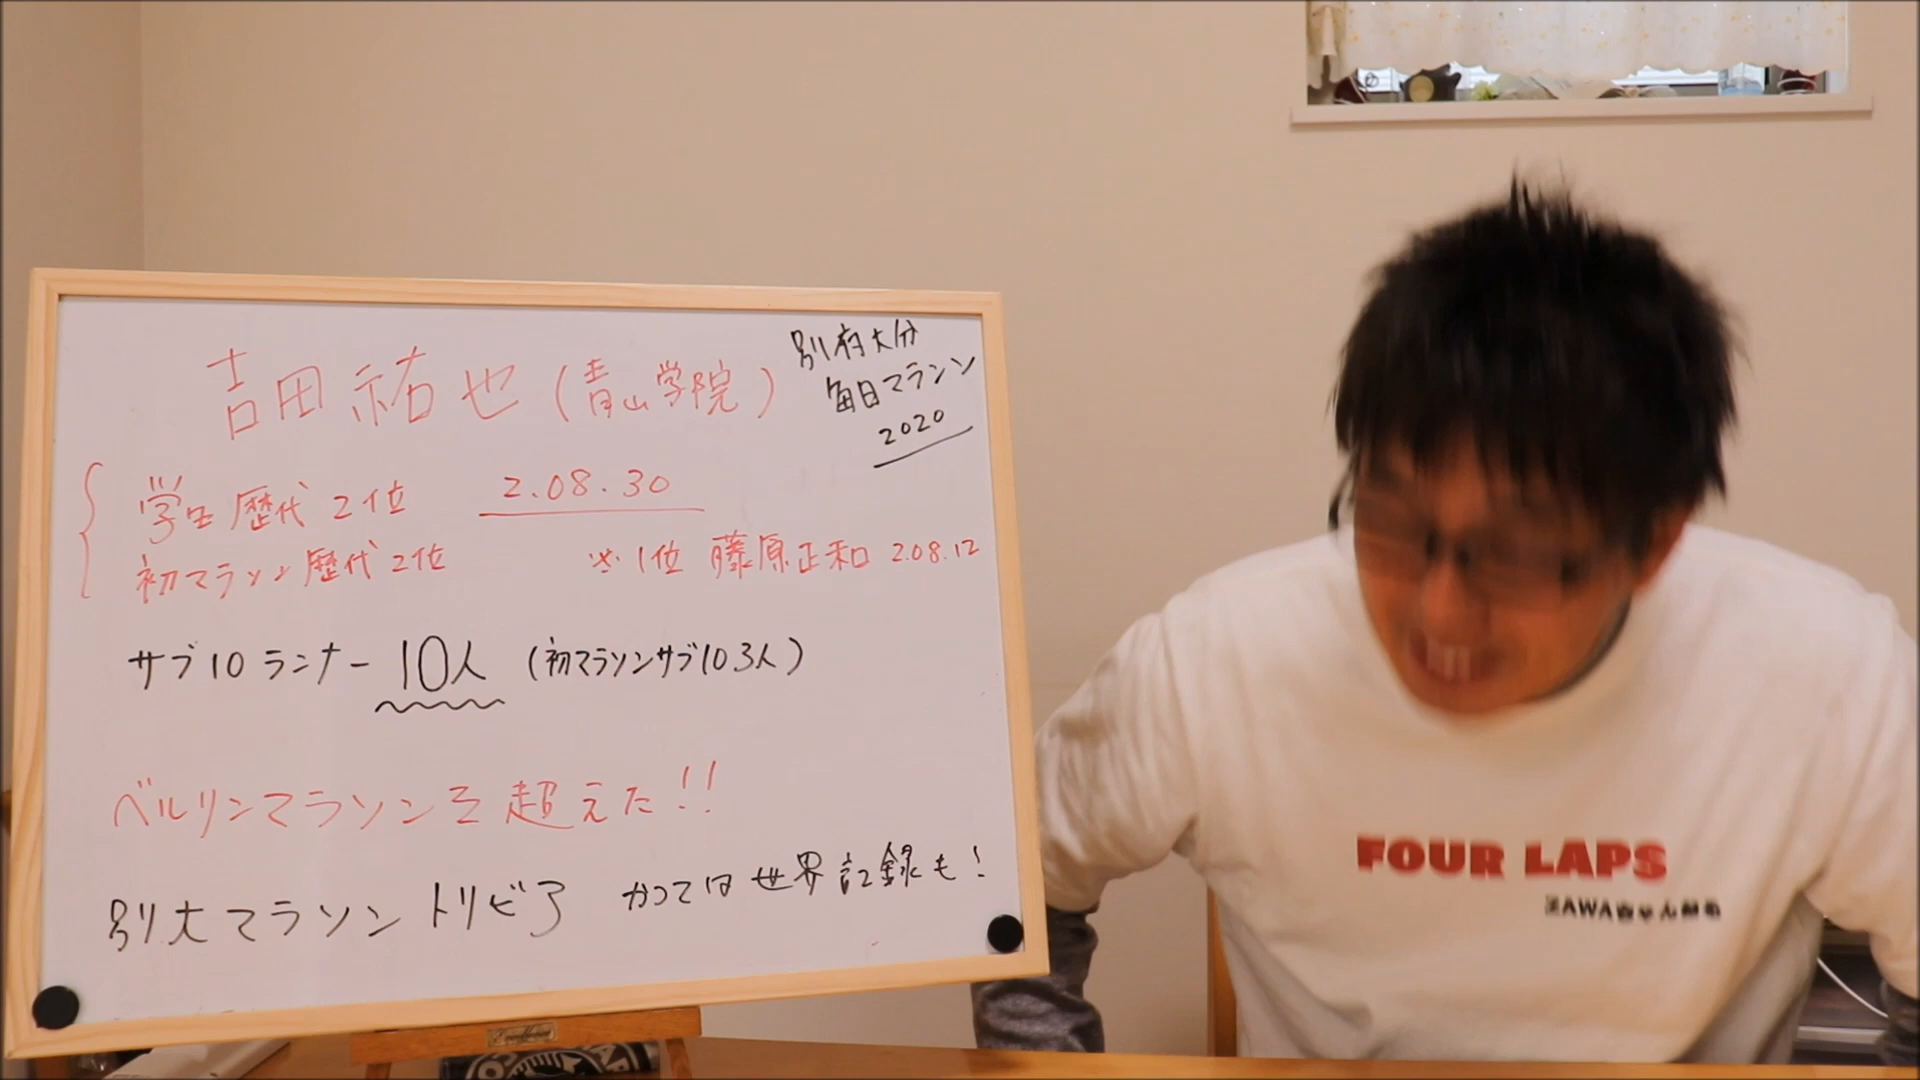 吉田祐也(青山学院)
別府大分
毎日マラソン
2020
学生歴代2位 2.08.30
初マラソン歴代2位 ※1位 藤原正和 2.08.12
サブ10ランナー 10人 (初マラソンサブ10 3人)
ベルリンマラソンを超えた!!
別大マラソントリビア かつては世界記録も!
FOUR LAPS